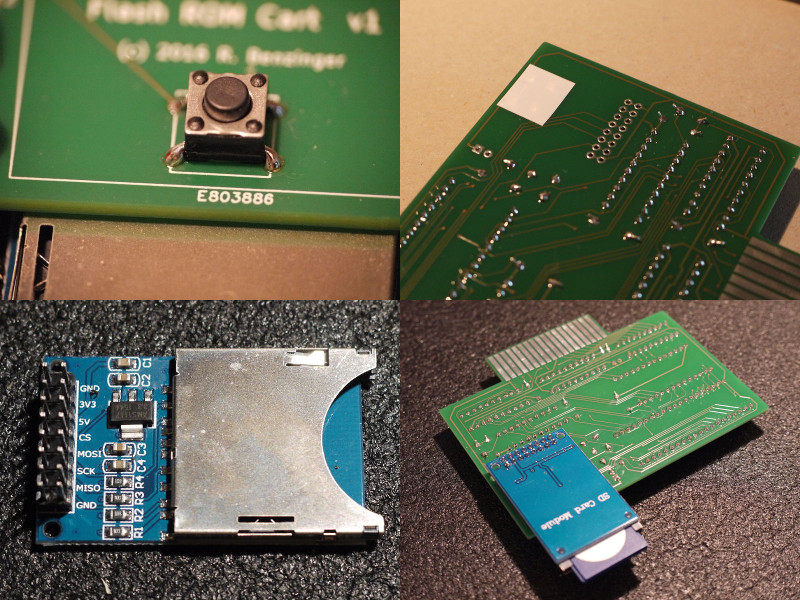 Flash ROM Cart v1
(c) 2016 R. Benzinger
E803886
C1
C2
GND
3V3
5V
CS
MOSI
SCK
MISO
GND
C3
C4
R4
R3
R2
R1
SD Card Module